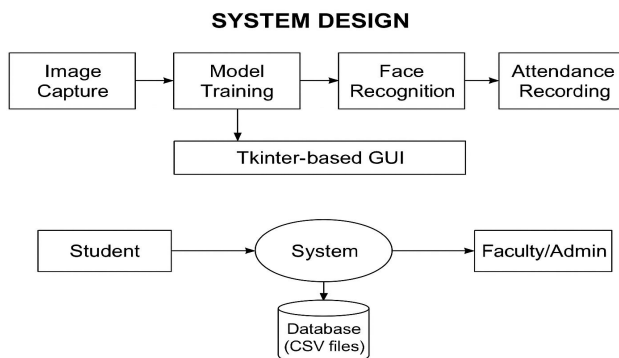 SYSTEM DESIGN
Image
Capture
Model
Training
Face
Recognition
Attendance
Recording
Tkinter-based GUI
Student
System
Faculty/Admin
Database
(CSV files)